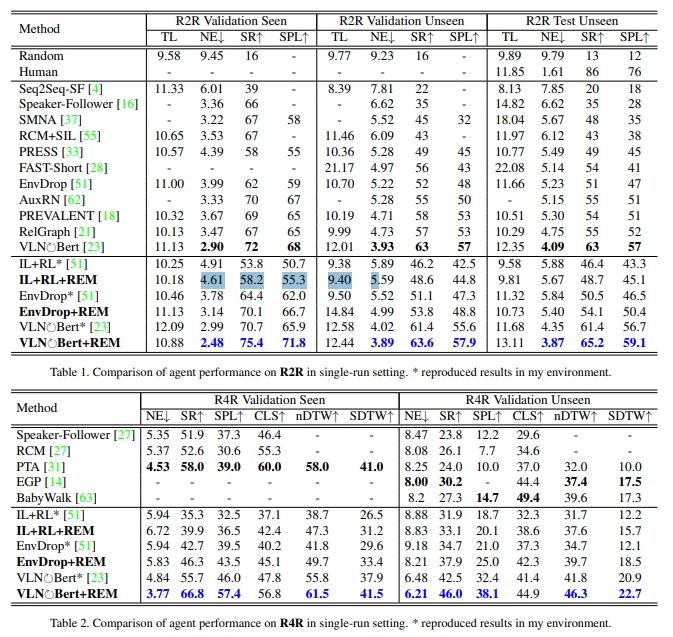 Method R2R Validation Seen R2R Validation Unseen R2R Test Unseen
TL NE↓ SR↑ SPL↑ TL NE↓ SR↑ SPL↑ TL NE↓ SR↑ SPL↑
Random 9.58 9.45 16 - 9.77 9.23 16 - 9.89 9.79 13 12
Human - - - - - - - - 11.85 1.61 86 76
Seq2Seq-SF [4] 11.33 6.01 39 - 8.39 7.81 22 - 8.13 7.85 20 18
Speaker-Follower [16] - 3.36 66 - - 6.62 35 - 14.82 6.62 35 28
SMNA [37] - 3.22 67 58 - 5.52 45 32 18.04 5.67 48 35
RCM+SIL [55] 10.65 3.53 67 - 11.46 6.09 43 - 11.97 6.12 43 38
PRESS [33] 10.57 4.39 58 55 10.36 5.28 49 45 10.77 5.49 49 45
FAST-Short [28] - - - - 21.17 4.97 56 43 22.08 5.14 54 41
EnvDrop [51] 11.00 3.99 62 59 10.70 5.22 52 48 11.66 5.23 51 47
AuxRN [62] - 3.33 70 67 - 5.28 55 50 - 5.15 55 51
PREVALENT [18] 10.32 3.67 69 65 10.19 4.71 58 53 10.51 5.30 54 51
RelGraph [21] 10.13 3.47 67 65 9.99 4.73 57 53 10.29 4.75 55 52
VLN↻Bert [23] 11.13 2.90 72 68 12.01 3.93 63 57 12.35 4.09 63 57
IL+RL* [51] 10.25 4.91 53.8 50.7 9.38 5.89 46.2 42.5 9.58 5.88 46.4 43.3
IL+RL+REM 10.18 4.61 58.2 55.3 9.40 5.59 48.6 44.8 9.81 5.67 48.7 45.1
EnvDrop* [51] 10.46 3.78 64.4 62.0 9.50 5.52 51.1 47.3 11.32 5.84 50.5 46.5
EnvDrop+REM 11.13 3.14 70.1 66.7 14.84 4.99 53.8 48.8 10.73 5.40 54.1 50.4
VLN↻Bert* [23] 12.09 2.99 70.7 65.9 12.58 4.02 61.4 55.6 11.68 4.35 61.4 56.7
VLN↻Bert+REM 10.88 2.48 75.4 71.8 12.44 3.89 63.6 57.9 13.11 3.87 65.2 59.1
Table 1. Comparison of agent performance on R2R in single-run setting. * reproduced results in my environment.
Method R4R Validation Seen R4R Validation Unseen
NE↓ SR↑ SPL↑ CLS↑ nDTW↑ SDTW↑ NE↓ SR↑ SPL↑ CLS↑ nDTW↑ SDTW↑
Speaker-Follower [27] 5.35 51.9 37.3 46.4 - - 8.47 23.8 12.2 29.6 - -
RCM [27] 5.37 52.6 30.6 55.3 - - 8.08 26.1 7.7 34.6 - -
PTA [31] 4.53 58.0 39.0 60.0 58.0 41.0 8.25 24.0 10.0 37.0 32.0 10.0
EGP [14] - - - - - - 8.00 30.2 - 44.4 37.4 17.5
BabyWalk [63] - - - - - - 8.2 27.3 14.7 49.4 39.6 17.3
IL+RL* [51] 5.94 35.3 32.5 37.1 38.7 26.5 8.88 31.9 18.7 32.3 31.7 12.2
IL+RL+REM 6.72 39.9 36.5 42.4 47.3 31.2 8.83 33.1 20.1 38.6 37.6 15.7
EnvDrop* [51] 5.94 42.7 39.5 40.2 41.8 29.6 9.18 34.7 21.0 37.3 34.7 12.1
EnvDrop+REM 5.83 46.3 43.5 45.1 49.7 33.4 8.21 37.9 25.0 42.3 39.7 18.5
VLN↻Bert* [23] 4.84 55.7 46.0 47.8 55.8 37.9 6.48 42.5 32.4 41.4 41.8 20.9
VLN↻Bert+REM 3.77 66.8 57.4 56.8 61.5 41.5 6.21 46.0 38.1 44.9 46.3 22.7
Table 2. Comparison of agent performance on R4R in single-run setting. * reproduced results in my environment.